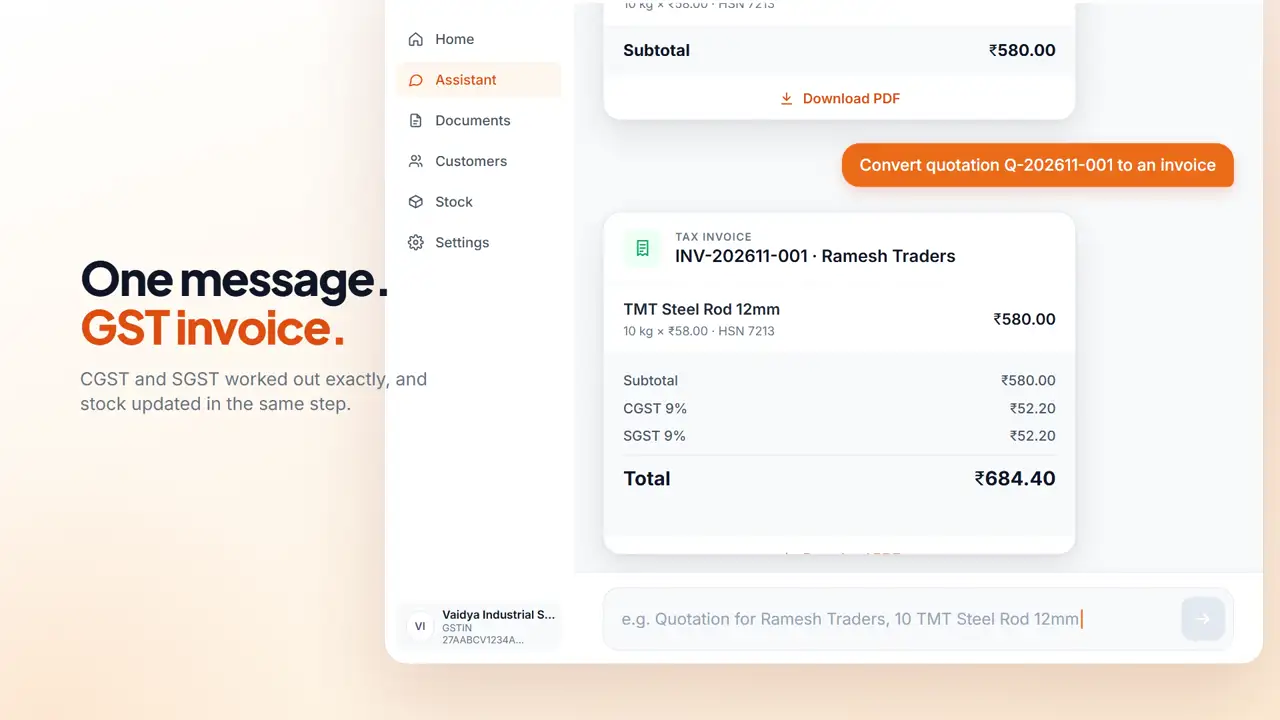 One message.
GST invoice.
CGST and SGST worked out exactly, and
stock updated in the same step.
Home
Assistant
Documents
Customers
Stock
Settings
Vaidya Industrial S...
VI
GSTIN
27AABCV1234A...
10 kg × ₹58.00 · HSN 7213
Subtotal ₹580.00
Download PDF
Convert quotation Q-202611-001 to an invoice
TAX INVOICE
INV-202611-001 · Ramesh Traders
TMT Steel Rod 12mm ₹580.00
10 kg × ₹58.00 · HSN 7213
Subtotal ₹580.00
CGST 9% ₹52.20
SGST 9% ₹52.20
Total ₹684.40
e.g. Quotation for Ramesh Traders, 10 TMT Steel Rod 12mm